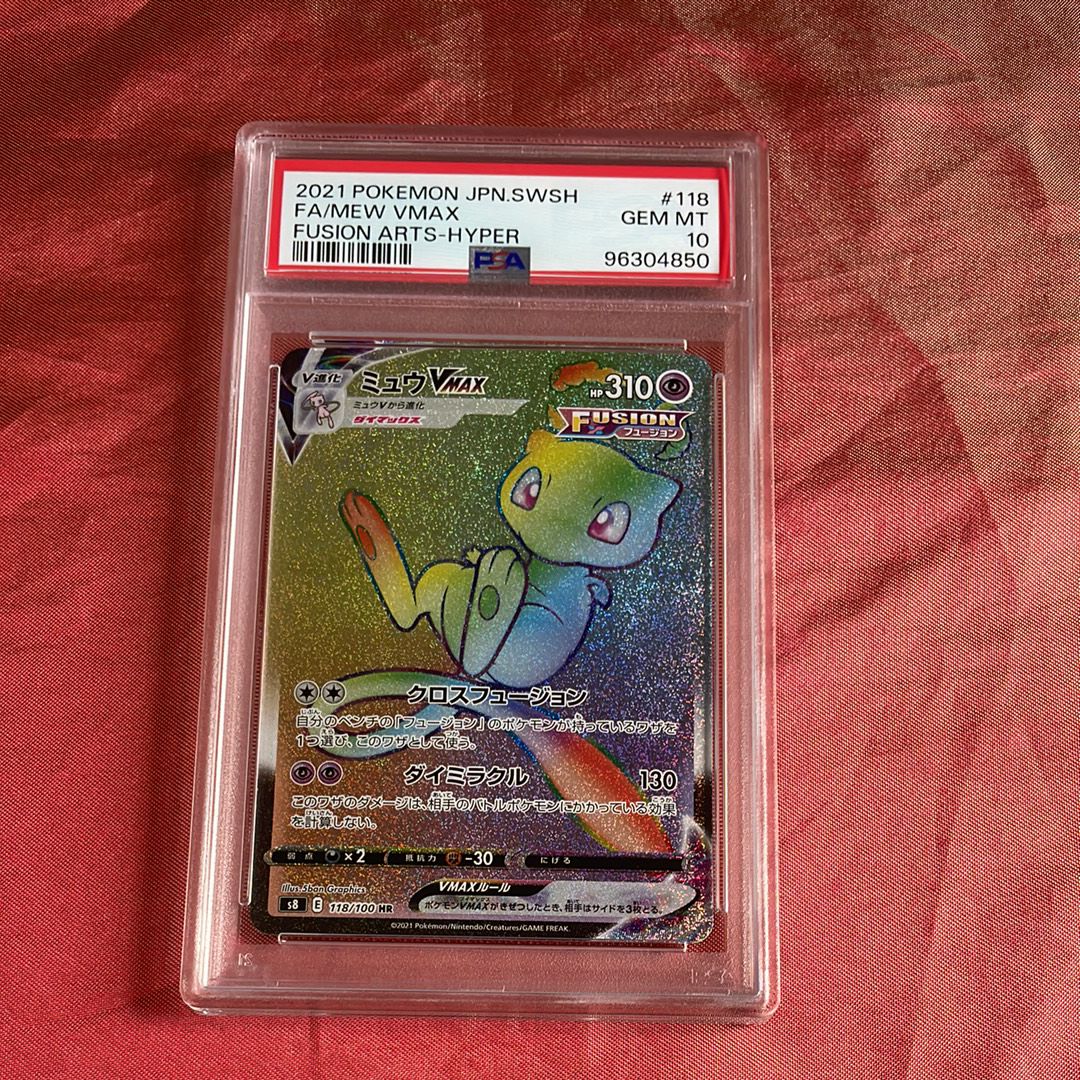 2021 POKEMON JPN.SWSH #118
FA/MEW VMAX GEM MT
FUSION ARTS-HYPER 10
PSA 96304850
V進化 ミュウVMAX HP310
ミュウVから進化
ダイマックス
FUSION
フュージョン
クロスフュージョン
自分のベンチの「フュージョン」のポケモンが持っているワザを
1つ選び、このワザとして使う。
ダイミラクル 130
このワザのダメージは、相手のバトルポケモンにかかっている効果
を計算しない。
弱点 ×2 抵抗力 -30 にげる
Illus. 5ban Graphics VMAXルール
s8 E 118/100 HR ポケモンVMAXがきぜつしたとき、相手はサイドを3枚とる。
©2021 Pokémon/Nintendo/Creatures/GAME FREAK.